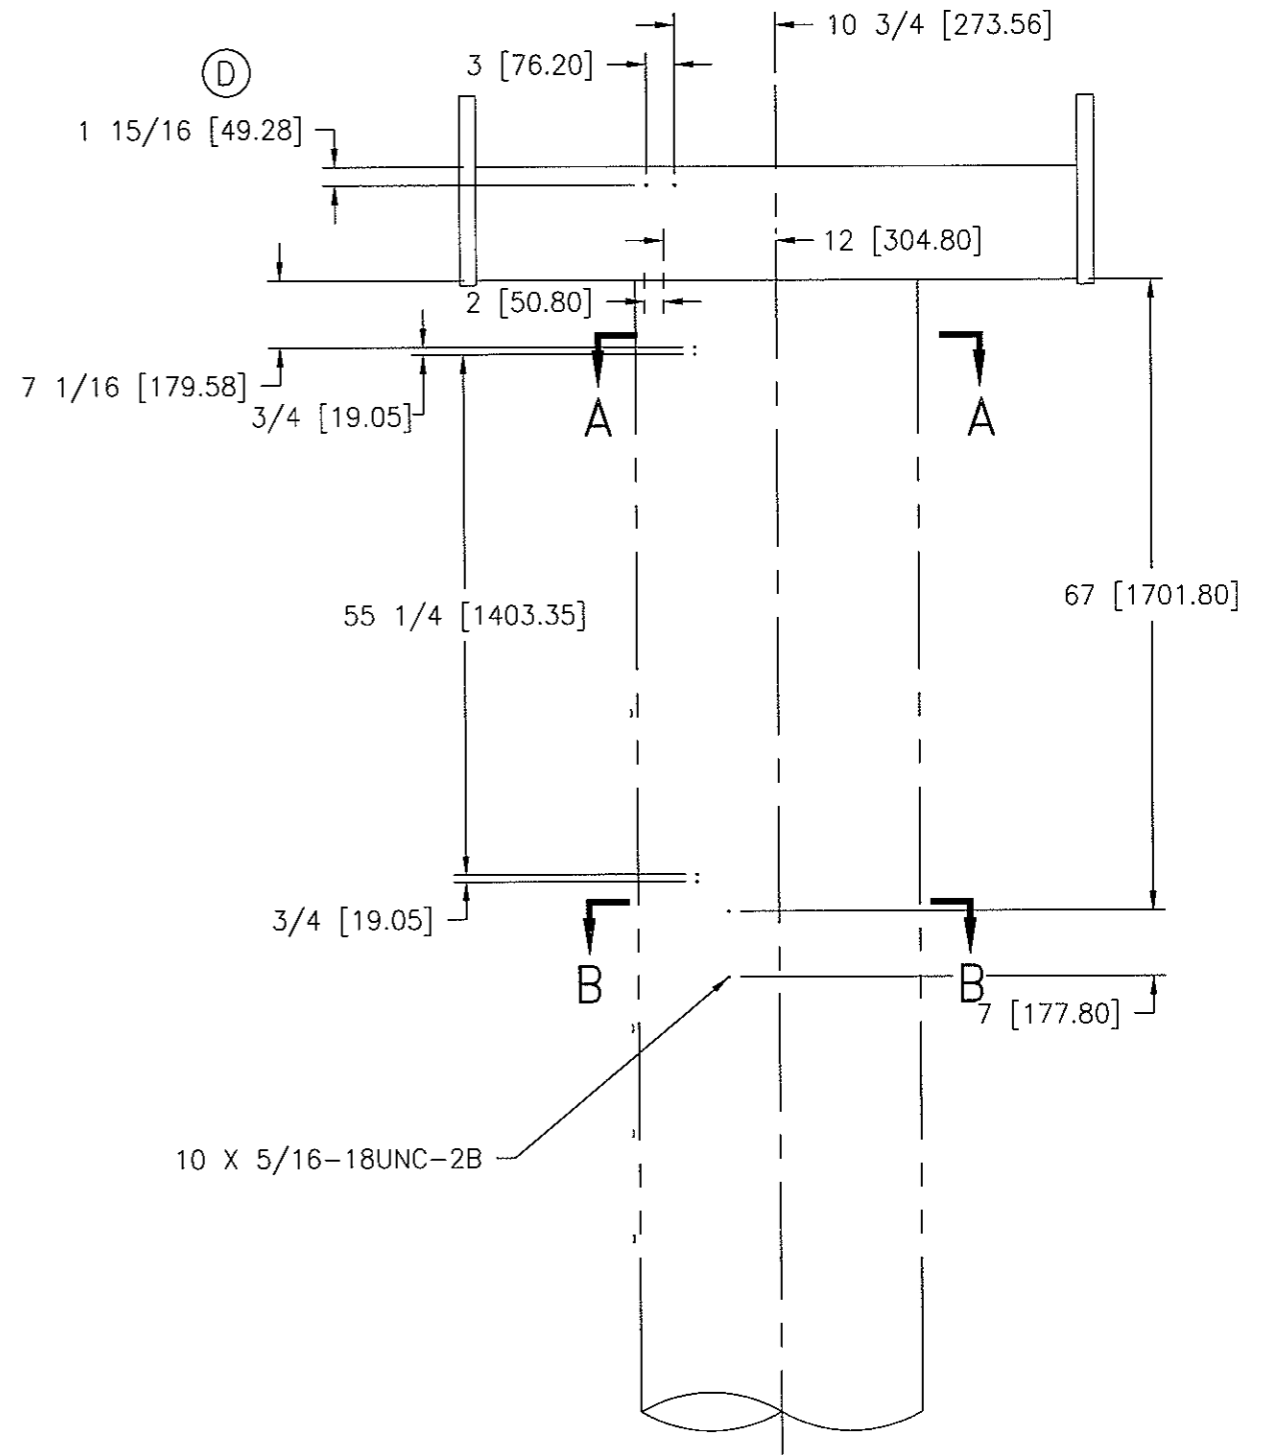 10 3/4 [273.56]
3 [76.20]
D
1 15/16 [49.28]
12 [304.80]
2 [50.80]
7 1/16 [179.58]
3/4 [19.05]
A
A
55 1/4 [1403.35]
67 [1701.80]
3/4 [19.05]
B
B
7 [177.80]
10 X 5/16-18UNC-2B